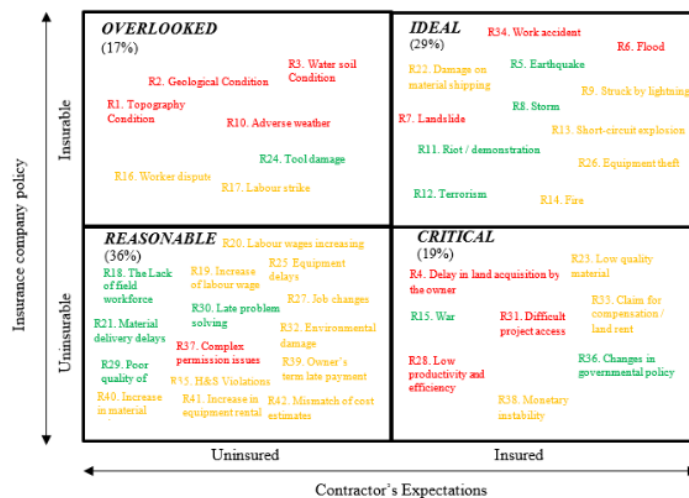 OVERLOOKED
(17%)
R3. Water soil
Condition
R2. Geological Condition
R1. Topography
Condition
R10. Adverse weather
R24. Tool damage
R16. Worker dispute
R17. Labour strike
IDEAL
(29%)
R34. Work accident
R6. Flood
R5. Earthquake
R22. Damage on
material shipping
R9. Struck by lightning
R8. Storm
R7. Landslide
R13. Short-circuit explosion
R11. Riot / demonstration
R26. Equipment theft
R12. Terrorism
R14. Fire
REASONABLE
(36%)
R20. Labour wages increasing
R18. The Lack
of field
workforce
R19. Increase
of labour wage
R25 Equipment
delays
R27. Job changes
R30. Late problem
solving
R21. Material
delivery delays
R32. Environmental
damage
R37. Complex
permission issues
R29. Poor
quality of
R39. Owner's
term late payment
R35. H&S Violations
R40. Increase
in material
R41. Increase in
equipment rental
R42. Mismatch of cost
estimates
CRITICAL
(19%)
R23. Low quality
material
R4. Delay in land acquisition by
the owner
R33. Claim for
compensation /
land rent
R15. War
R31. Difficult
project access
R28. Low
productivity and
efficiency
R36. Changes in
governmental policy
R38. Monetary
instability
Insurance company policy
Insurable
Uninsurable
Uninsured
Insured
Contractor's Expectations